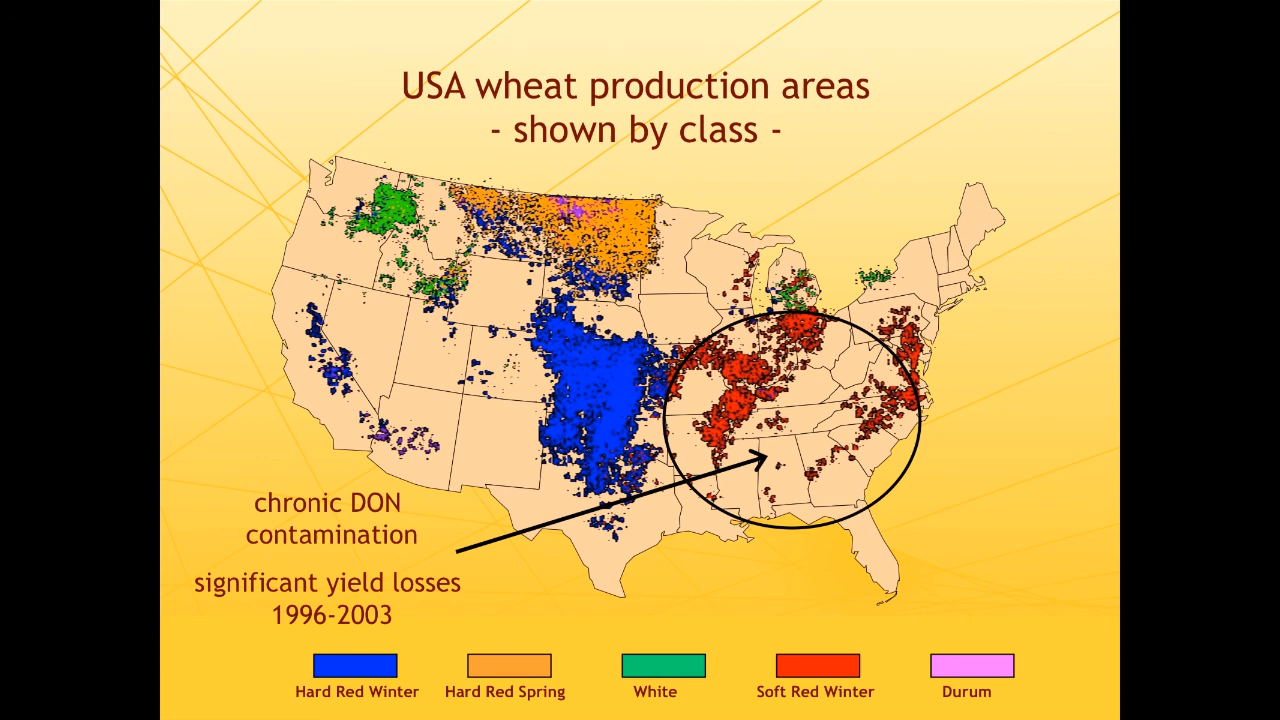 USA wheat production areas
- shown by class -
chronic DON
contamination
significant yield losses
1996-2003
Hard Red Winter
Hard Red Spring
White
Soft Red Winter
Durum